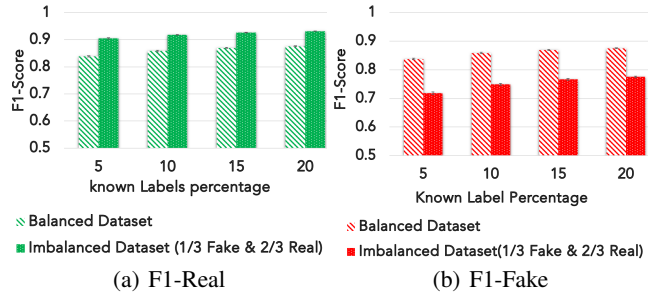 F1-Score
1
0.9
0.8
0.7
0.6
0.5
5 10 15 20
known Labels percentage
Balanced Dataset
Imbalanced Dataset (1/3 Fake & 2/3 Real)
(a) F1-Real
F1-Score
1
0.9
0.8
0.7
0.6
0.5
5 10 15 20
Known Label Percentage
Balanced Dataset
Imbalanced Dataset(1/3 Fake & 2/3 Real)
(b) F1-Fake